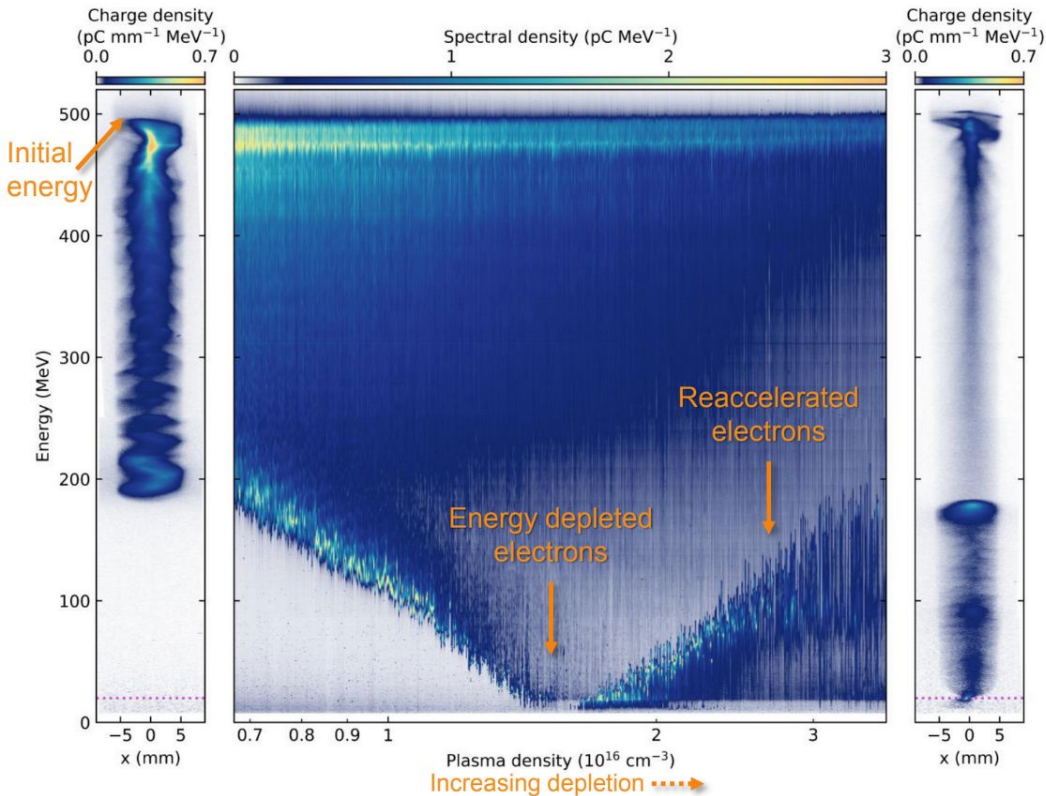 Charge density
(pC mm⁻¹ MeV⁻¹)
0.0 0.7
Spectral density (pC MeV⁻¹)
0 1 2 3
Charge density
(pC mm⁻¹ MeV⁻¹)
0.0 0.7
500
400
300
200
100
0
Energy (MeV)
Initial
energy
Energy depleted
electrons
Reaccelerated
electrons
−5 0 5
x (mm)
0.7 0.8 0.9 1 2 3
Plasma density (10¹⁶ cm⁻³)
Increasing depletion
−5 0 5
x (mm)